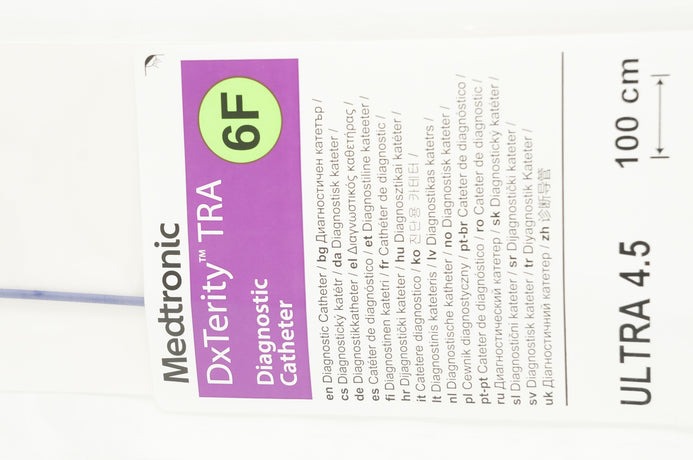 Medtronic
DxTerity™ TRA
6F
Diagnostic
Catheter
en Diagnostic Catheter / bg Диагностичен катетър /
cs Diagnostický katétr / da Diagnostisk kateter /
de Diagnostikkatheter / el Διαγνωστικός καθετήρας /
es Catéter de diagnóstico / et Diagnostiline kateeter /
fi Diagnostinen katetri / fr Cathéter de diagnostic /
hr Dijagnostički kateter / hu Diagnosztikai katéter /
it Catetere diagnostico / ko 진단용 카테터 /
lt Diagnostinis kateteris / lv Diagnostikas katetrs /
nl Diagnostische katheter / no Diagnostisk kateter /
pl Cewnik diagnostyczny / pt-br Cateter de diagnóstico /
pt-pt Cateter de diagnóstico / ro Cateter de diagnostic /
ru Диагностический катетер / sk Diagnostický katéter /
sl Diagnostični kateter / sr Dijagnostički kateter /
sv Diagnostisk kateter / tr Diyagnostik Kateter /
uk Діагностичний катетер / zh 诊断导管
ULTRA 4.5
100 cm